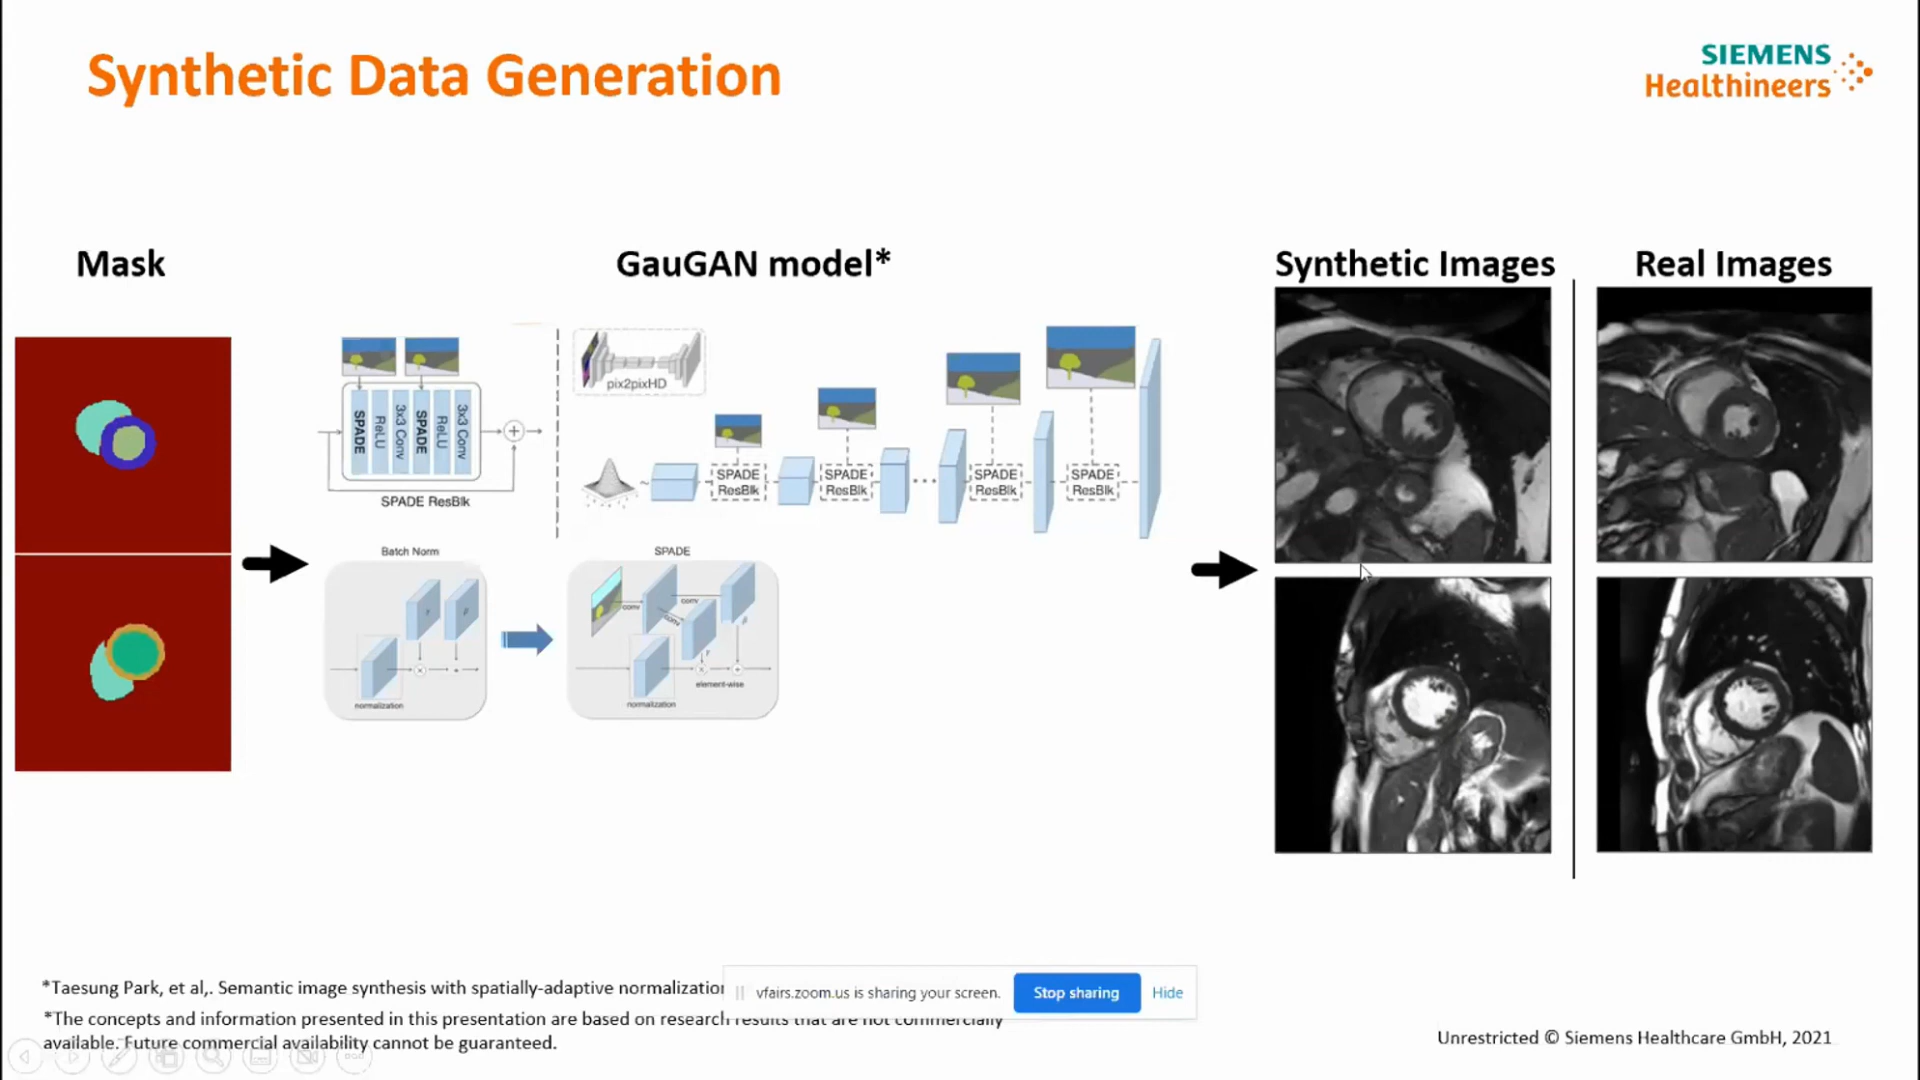 Synthetic Data Generation
SIEMENS
Healthineers
Mask
GauGAN model*
Synthetic Images
Real Images
pix2pixHD
SPADE
ReLU
3x3 Conv
SPADE
ReLU
3x3 Conv
SPADE ResBlk
~
SPADE
ResBlk
SPADE
ResBlk
SPADE
ResBlk
SPADE
ResBlk
Batch Norm
normalization
SPADE
conv
conv
conv
element-wise
normalization
*Taesung Park, et al,. Semantic image synthesis with spatially-adaptive normalization
vfairs.zoom.us is sharing your screen.
Stop sharing
Hide
*The concepts and information presented in this presentation are based on research results that are not commercially
available. Future commercial availability cannot be guaranteed.
Unrestricted © Siemens Healthcare GmbH, 2021